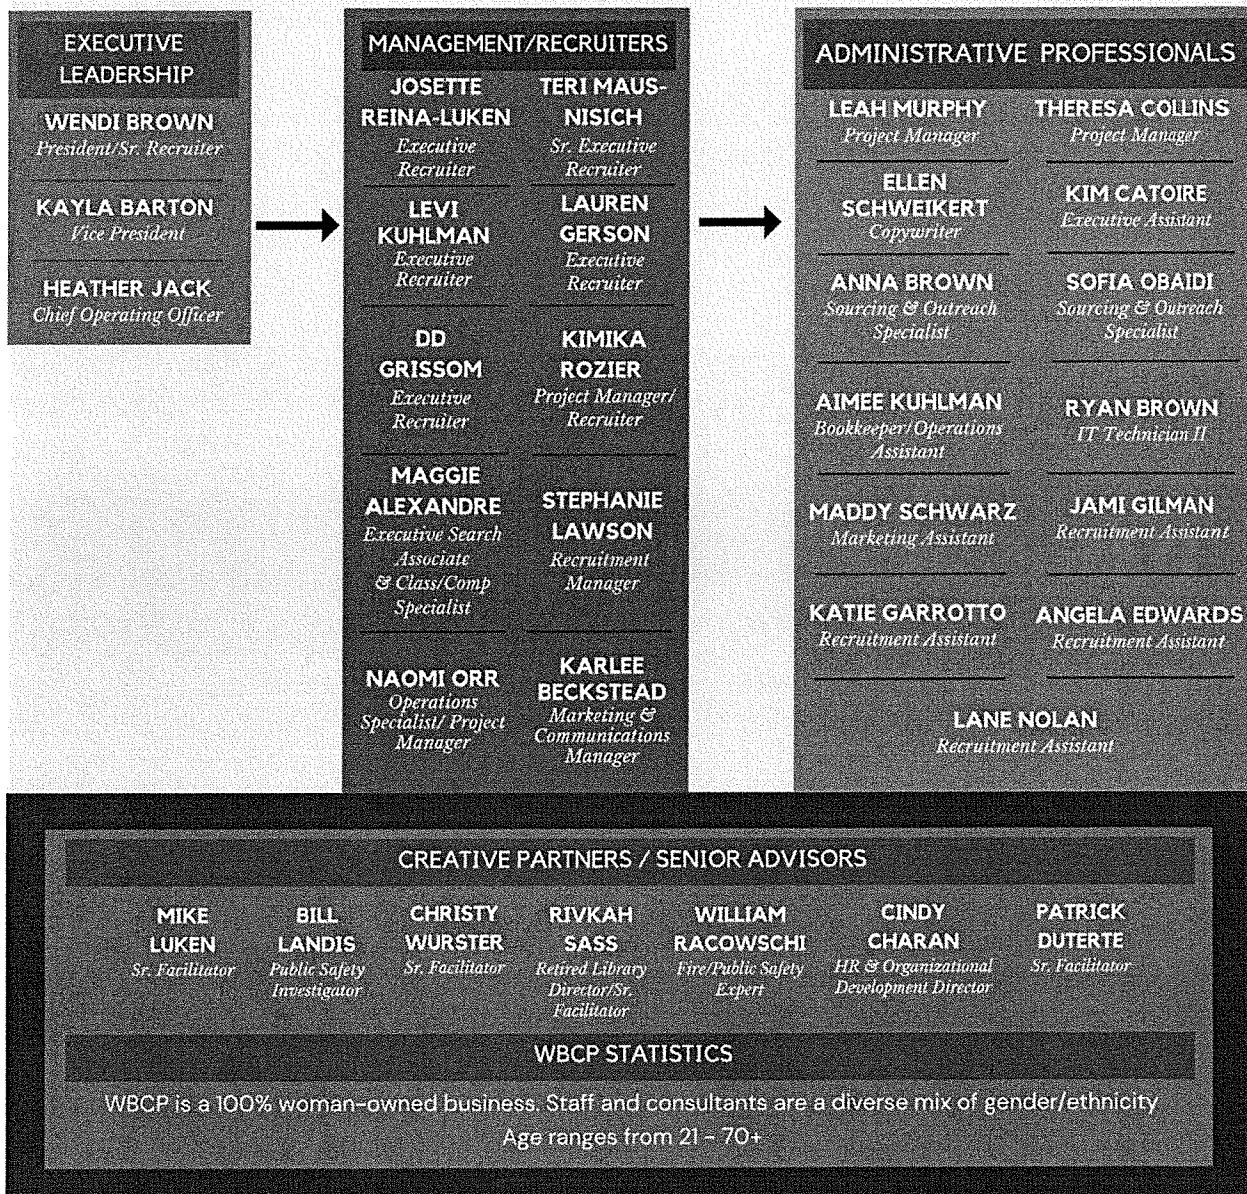 EXECUTIVE
LEADERSHIP
WENDI BROWN
President/Sr. Recruiter
KAYLA BARTON
Vice President
HEATHER JACK
Chief Operating Officer
MANAGEMENT/RECRUITERS
JOSETTE
REINA-LUKEN
Executive
Recruiter
TERI MAUS-
NISICH
Sr. Executive
Recruiter
LEVI
KUHLMAN
Executive
Recruiter
LAUREN
GERSON
Executive
Recruiter
DD
GRISSOM
Executive
Recruiter
KIMIKA
ROZIER
Project Manager/
Recruiter
MAGGIE
ALEXANDRE
Executive Search
Associate
& Class/Comp
Specialist
STEPHANIE
LAWSON
Recruitment
Manager
NAOMI ORR
Operations
Specialist/ Project
Manager
KARLEE
BECKSTEAD
Marketing &
Communications
Manager
ADMINISTRATIVE PROFESSIONALS
LEAH MURPHY
Project Manager
THERESA COLLINS
Project Manager
ELLEN
SCHWEIKERT
Copywriter
KIM CATOIRE
Executive Assistant
ANNA BROWN
Sourcing & Outreach
Specialist
SOFIA OBAIDI
Sourcing & Outreach
Specialist
AIMEE KUHLMAN
Bookkeeper/Operations
Assistant
RYAN BROWN
IT Technician II
MADDY SCHWARZ
Marketing Assistant
JAMI GILMAN
Recruitment Assistant
KATIE GARROTTO
Recruitment Assistant
ANGELA EDWARDS
Recruitment Assistant
LANE NOLAN
Recruitment Assistant
CREATIVE PARTNERS / SENIOR ADVISORS
MIKE
LUKEN
Sr. Facilitator
BILL
LANDIS
Public Safety
Investigator
CHRISTY
WURSTER
Sr. Facilitator
RIVKAH
SASS
Retired Library
Director/Sr.
Facilitator
WILLIAM
RACOWSCHI
Fire/Public Safety
Expert
CINDY
CHARAN
HR & Organizational
Development Director
PATRICK
DUTERTE
Sr. Facilitator
WBCP STATISTICS
WBCP is a 100% woman-owned business. Staff and consultants are a diverse mix of gender/ethnicity
Age ranges from 21 - 70+